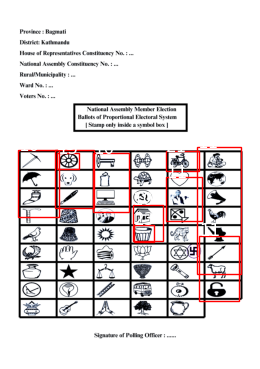 Province : Bagmati
District: Kathmandu
House of Representatives Constituency No. : ...
National Assembly Constituency No. : ...
Rural/Municipality : ...
Ward No. : ...
Voters No. : ...
National Assembly Member Election
Ballots of Proportional Electoral System
[ Stamp only inside a symbol box ]
Signature of Polling Officer : ......